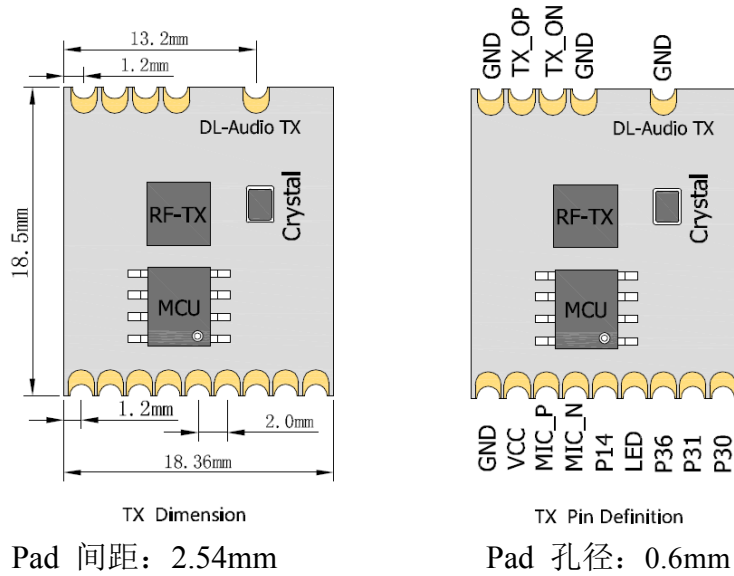 13.2mm
1.2mm
18.5mm
DL-Audio TX
RF-TX
Crystal
MCU
1.2mm
2.0mm
18.36mm
TX Dimension
Pad 间距：2.54mm
GND
TX_OP
TX_ON
GND
GND
DL-Audio TX
RF-TX
Crystal
MCU
GND
VCC
MIC_P
MIC_N
P14
LED
P36
P31
P30
TX Pin Definition
Pad 孔径：0.6mm